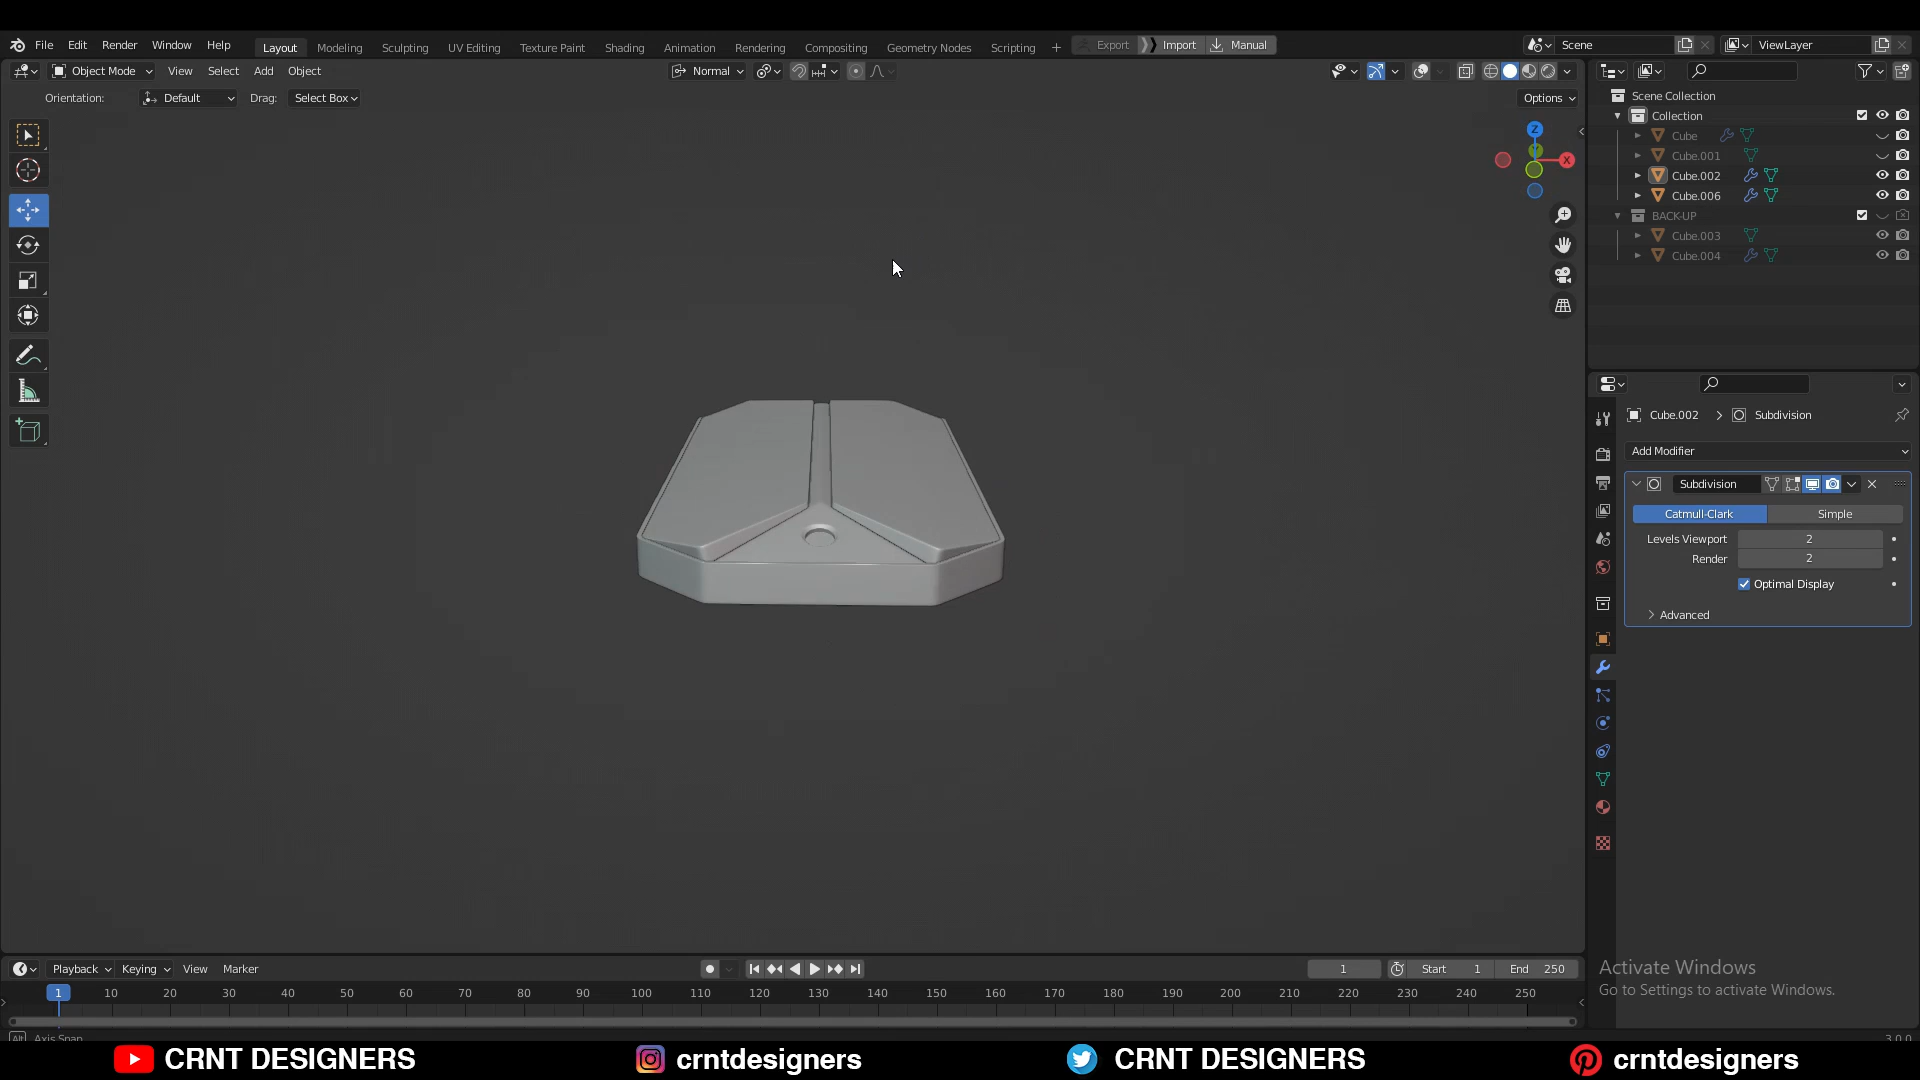 File Edit Render Window Help Layout Modeling Sculpting UV Editing Texture Paint Shading Animation Rendering Compositing Geometry Nodes Scripting + Export Import Manual Scene ViewLayer
Object Mode View Select Add Object Normal
Orientation: Default Drag: Select Box Options
Z
X
Scene Collection
Collection
Cube
Cube.001
Cube.002
Cube.006
BACK-UP
Cube.003
Cube.004
Cube.002 > Subdivision
Add Modifier
Subdivision
Catmull-Clark Simple
Levels Viewport 2
Render 2
Optimal Display
Advanced
Activate Windows
Go to Settings to activate Windows.
Playback Keying View Marker 1 Start 1 End 250
1 10 20 30 40 50 60 70 80 90 100 110 120 130 140 150 160 170 180 190 200 210 220 230 240 250
Alt Axis Snap 3.0.0
CRNT DESIGNERS crntdesigners CRNT DESIGNERS crntdesigners